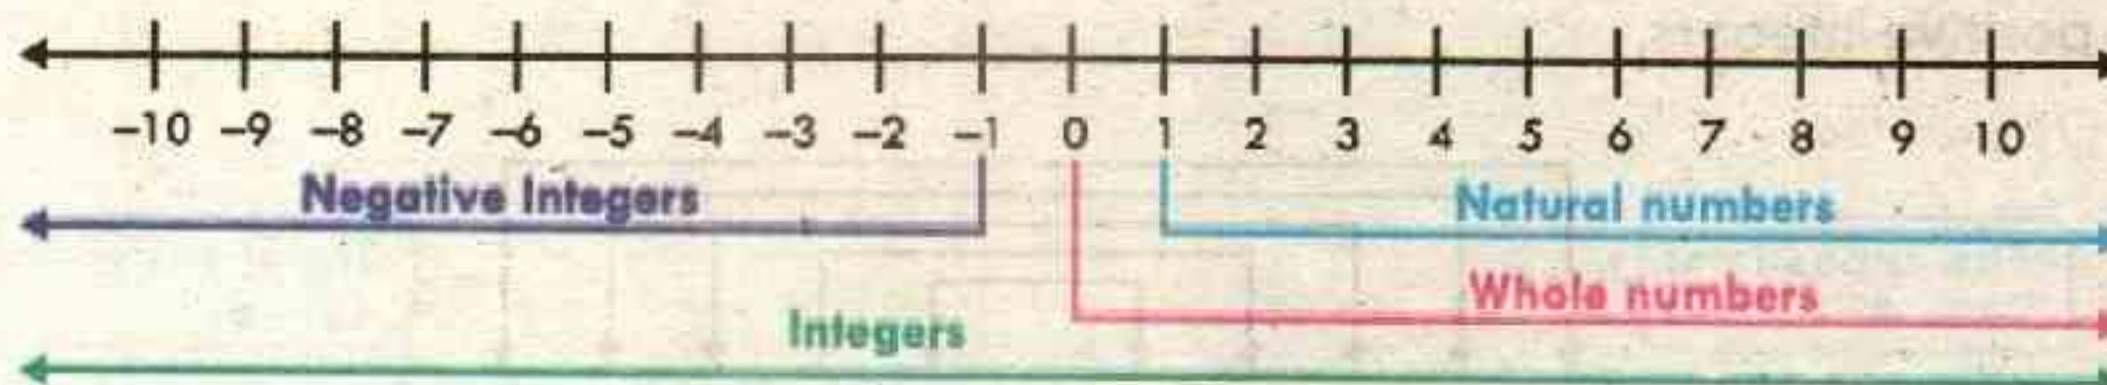 -10 -9 -8 -7 -6 -5 -4 -3 -2 -1 0 1 2 3 4 5 6 7 8 9 10
Negative Integers
Natural numbers
Whole numbers
Integers